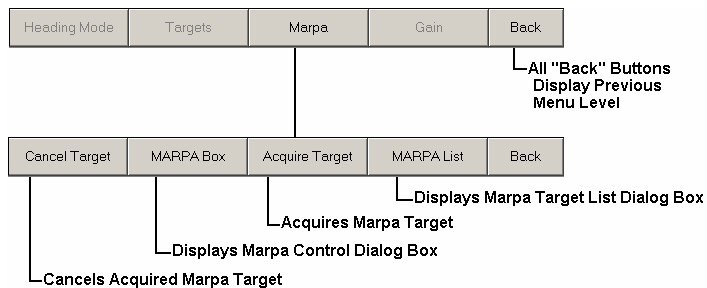 Heading Mode Targets Marpa Gain Back
All "Back" Buttons
Display Previous
Menu Level
Cancel Target MARPA Box Acquire Target MARPA List Back
Displays Marpa Target List Dialog Box
Acquires Marpa Target
Displays Marpa Control Dialog Box
Cancels Acquired Marpa Target